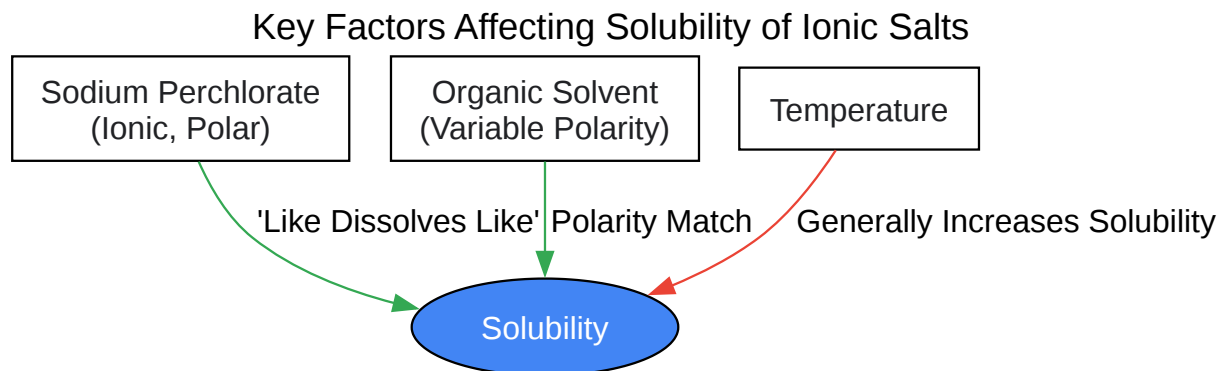 Key Factors Affecting Solubility of Ionic Salts
Sodium Perchlorate
(Ionic, Polar)
Organic Solvent
(Variable Polarity)
Temperature
'Like Dissolves Like'
Polarity Match
Generally Increases Solubility
Solubility